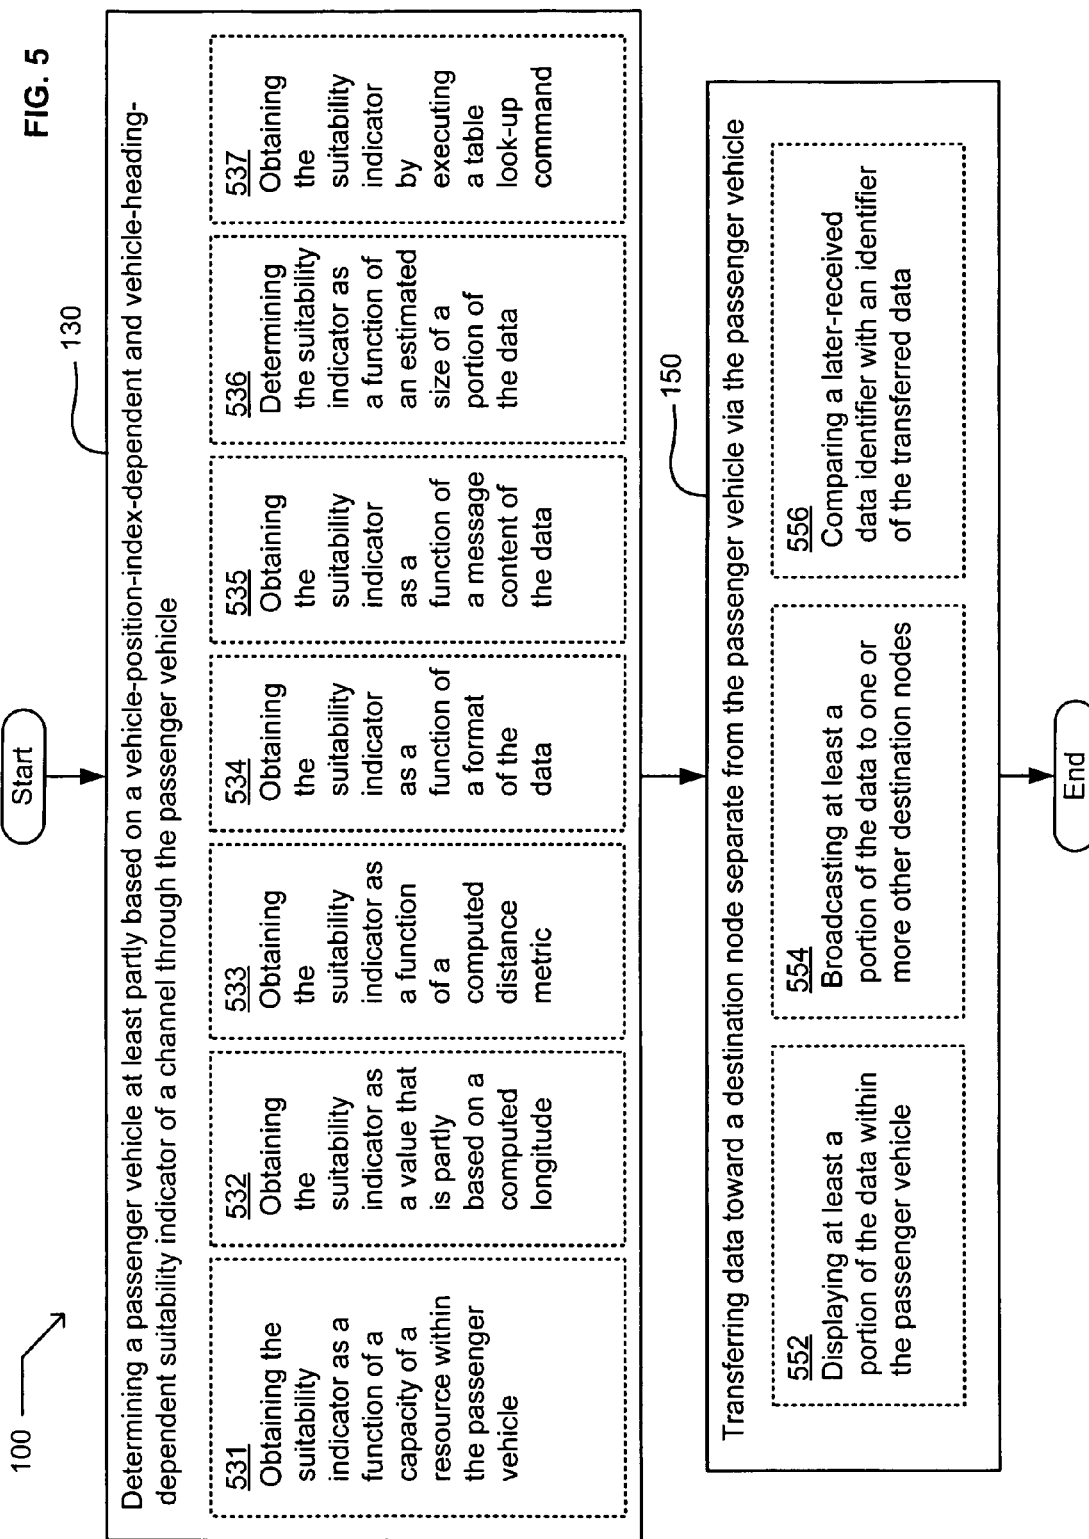 FIG. 5
100
Start
130
Determining a passenger vehicle at least partly based on a vehicle-position-index-dependent and vehicle-heading-
dependent suitability indicator of a channel through the passenger vehicle
531
Obtaining the
suitability
indicator as a
function of a
capacity of a
resource within
the passenger
vehicle
532
Obtaining
the
suitability
indicator as
a value that
is partly
based on a
computed
longitude
533
Obtaining
the
suitability
indicator as
a function
of a
computed
distance
metric
534
Obtaining
the
suitability
indicator
as a
function of
a format
of the
data
535
Obtaining
the
suitability
indicator
as a
function of
a message
content of
the data
536
Determining
the suitability
indicator as
a function of
an estimated
size of a
portion of
the data
537
Obtaining
the
suitability
indicator
by
executing
a table
look-up
command
150
Transferring data toward a destination node separate from the passenger vehicle via the passenger vehicle
552
Displaying at least a
portion of the data within
the passenger vehicle
554
Broadcasting at least a
portion of the data to one or
more other destination nodes
556
Comparing a later-received
data identifier with an identifier
of the transferred data
End